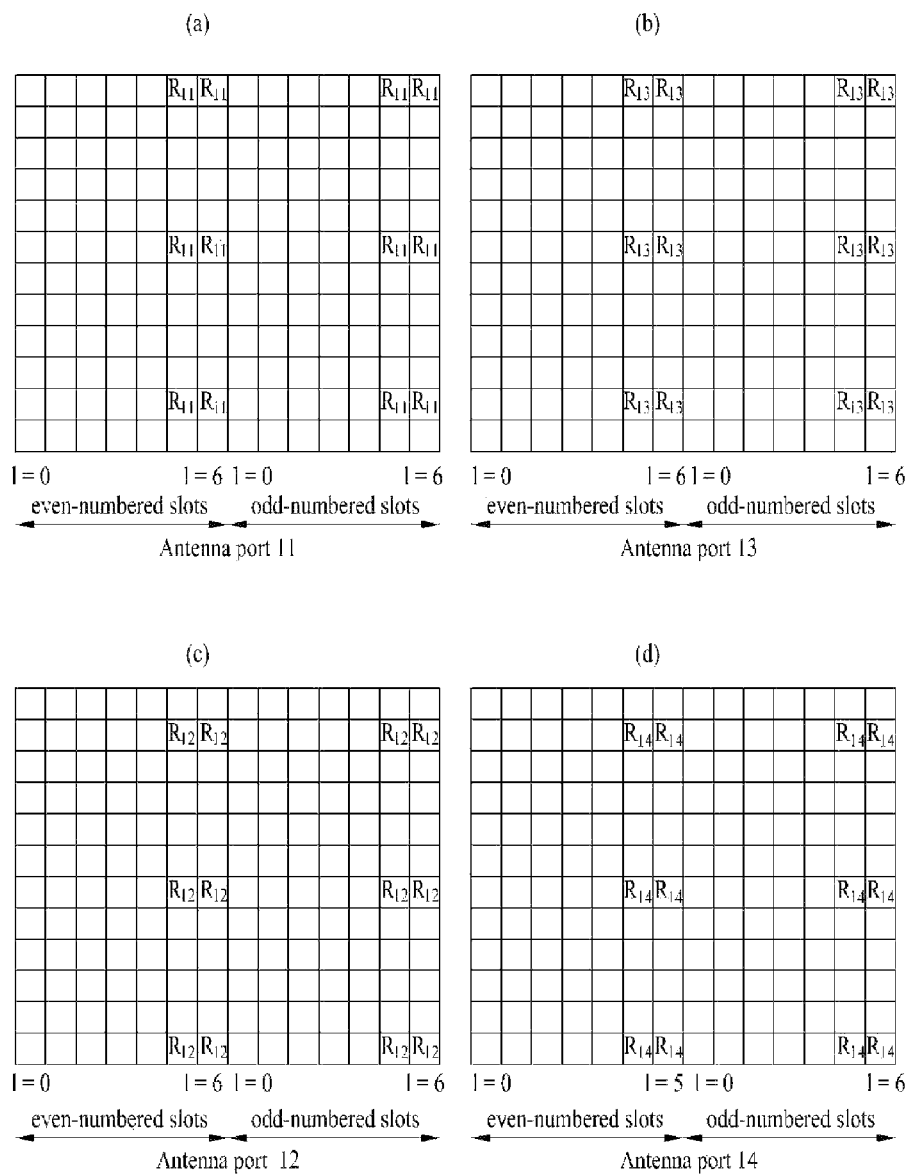 (a) (b)
R11 R11 R11 R11 R13 R13 R13 R13
R11 R11 R11 R11 R13 R13 R13 R13
R11 R11 R11 R11 R13 R13 R13 R13
l = 0 l = 6 l = 0 l = 6 l = 0 l = 6 l = 0 l = 6
even-numbered slots odd-numbered slots even-numbered slots odd-numbered slots
Antenna port 11 Antenna port 13
(c) (d)
R12 R12 R12 R12 R14 R14 R14 R14
R12 R12 R12 R12 R14 R14 R14 R14
R12 R12 R12 R12 R14 R14 R14 R14
l = 0 l = 6 l = 0 l = 6 l = 0 l = 5 l = 0 l = 6
even-numbered slots odd-numbered slots even-numbered slots odd-numbered slots
Antenna port 12 Antenna port 14